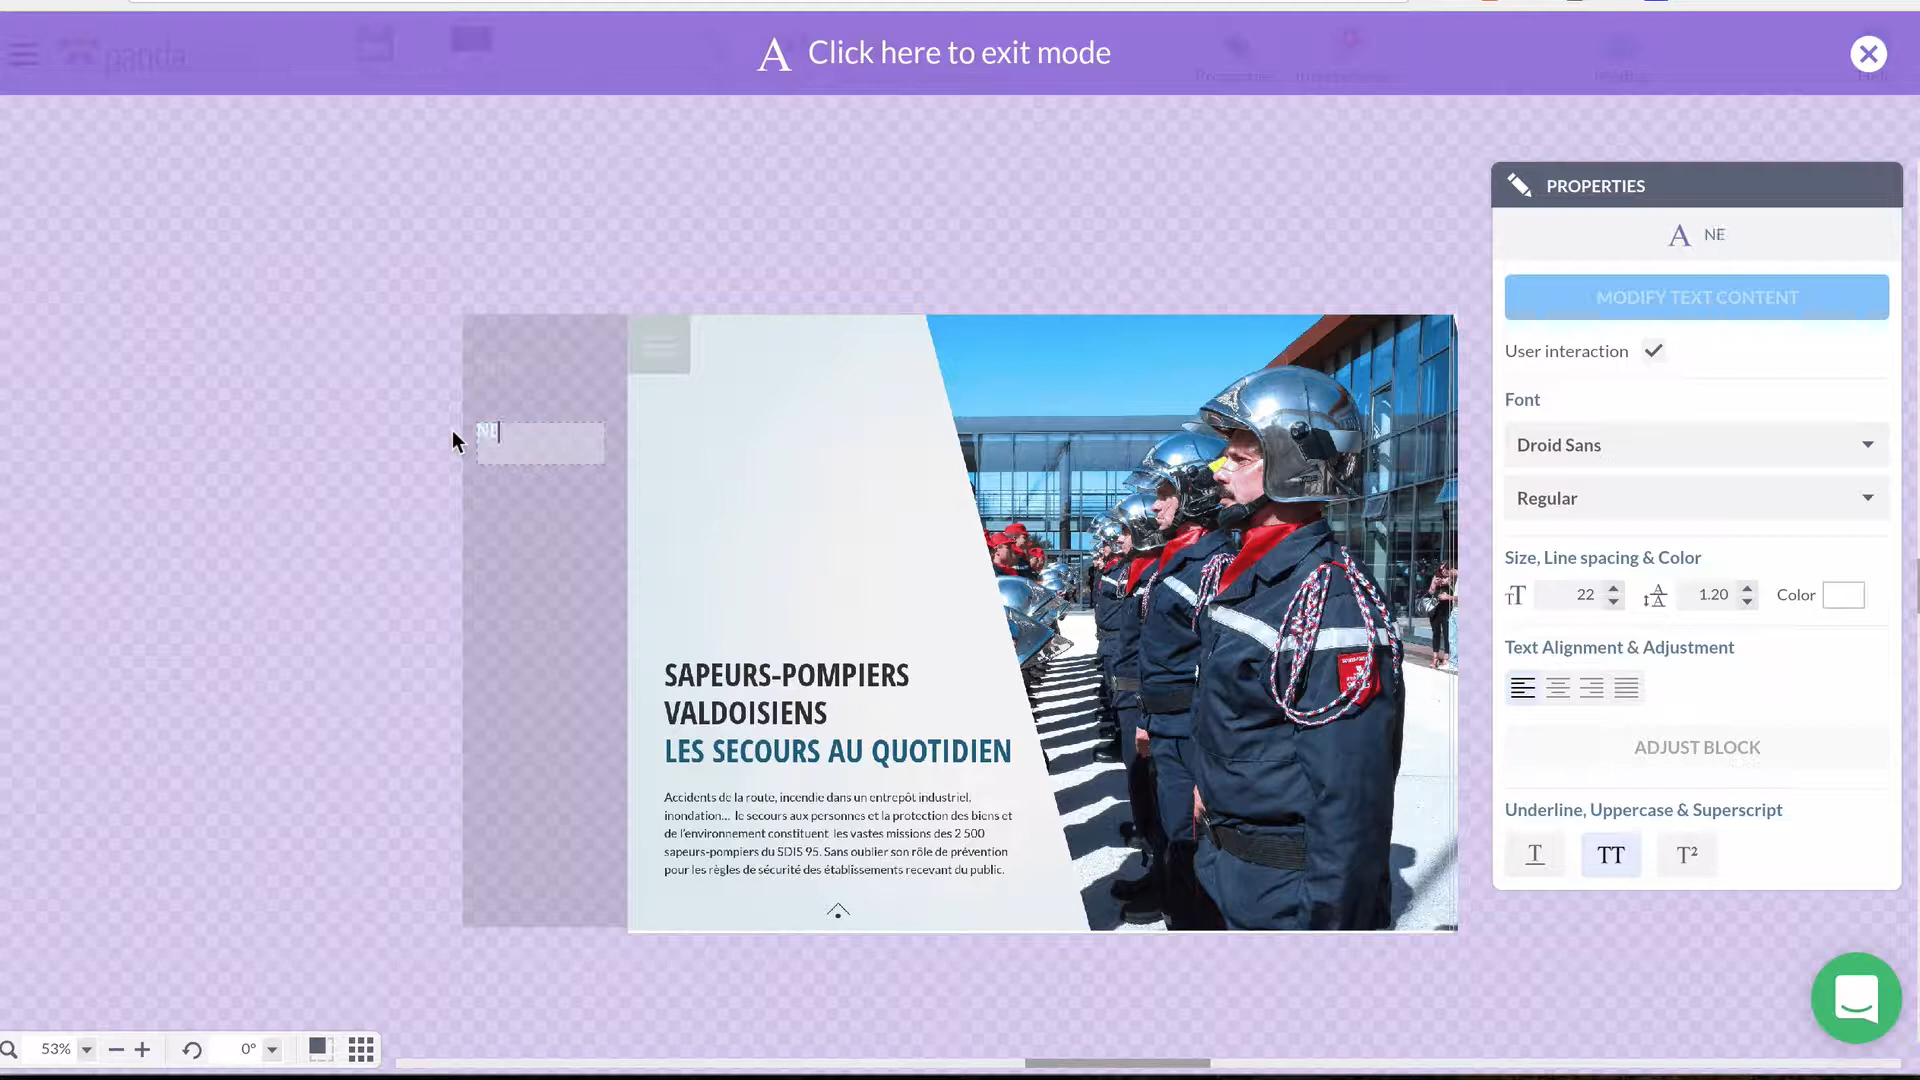 panda
Click here to exit mode
PROPERTIES
NE
MODIFY TEXT CONTENT
User interaction
Font
Droid Sans
Regular
Size, Line spacing & Color
22
1.20
Color
Text Alignment & Adjustment
ADJUST BLOCK
Underline, Uppercase & Superscript
T
TT
T²
NE
SAPEURS-POMPIERS
VALDOISIENS
LES SECOURS AU QUOTIDIEN
Accidents de la route, incendie dans un entrepôt industriel,
inondation... le secours aux personnes et la protection des biens et
de l'environnement constituent les vastes missions des 2 500
sapeurs-pompiers du SDIS 95. Sans oublier son rôle de prévention
pour les règles de sécurité des établissements recevant du public.
53%
0°